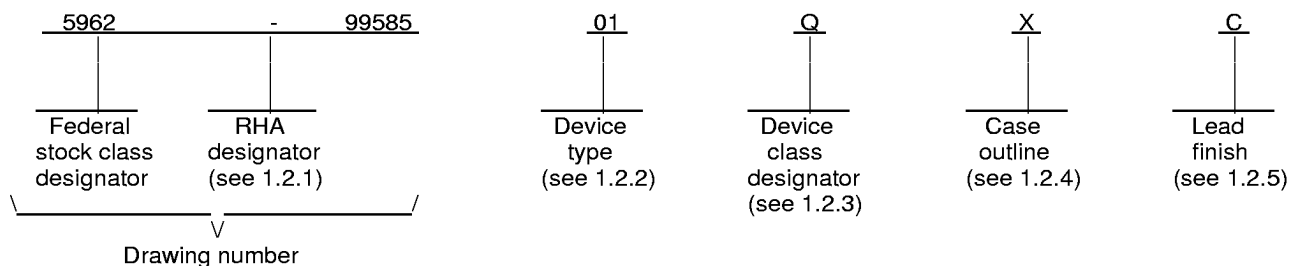 5962 - 99585 01 Q X C
Federal stock class designator
RHA designator (see 1.2.1)
Device type (see 1.2.2)
Device class designator (see 1.2.3)
Case outline (see 1.2.4)
Lead finish (see 1.2.5)
Drawing number